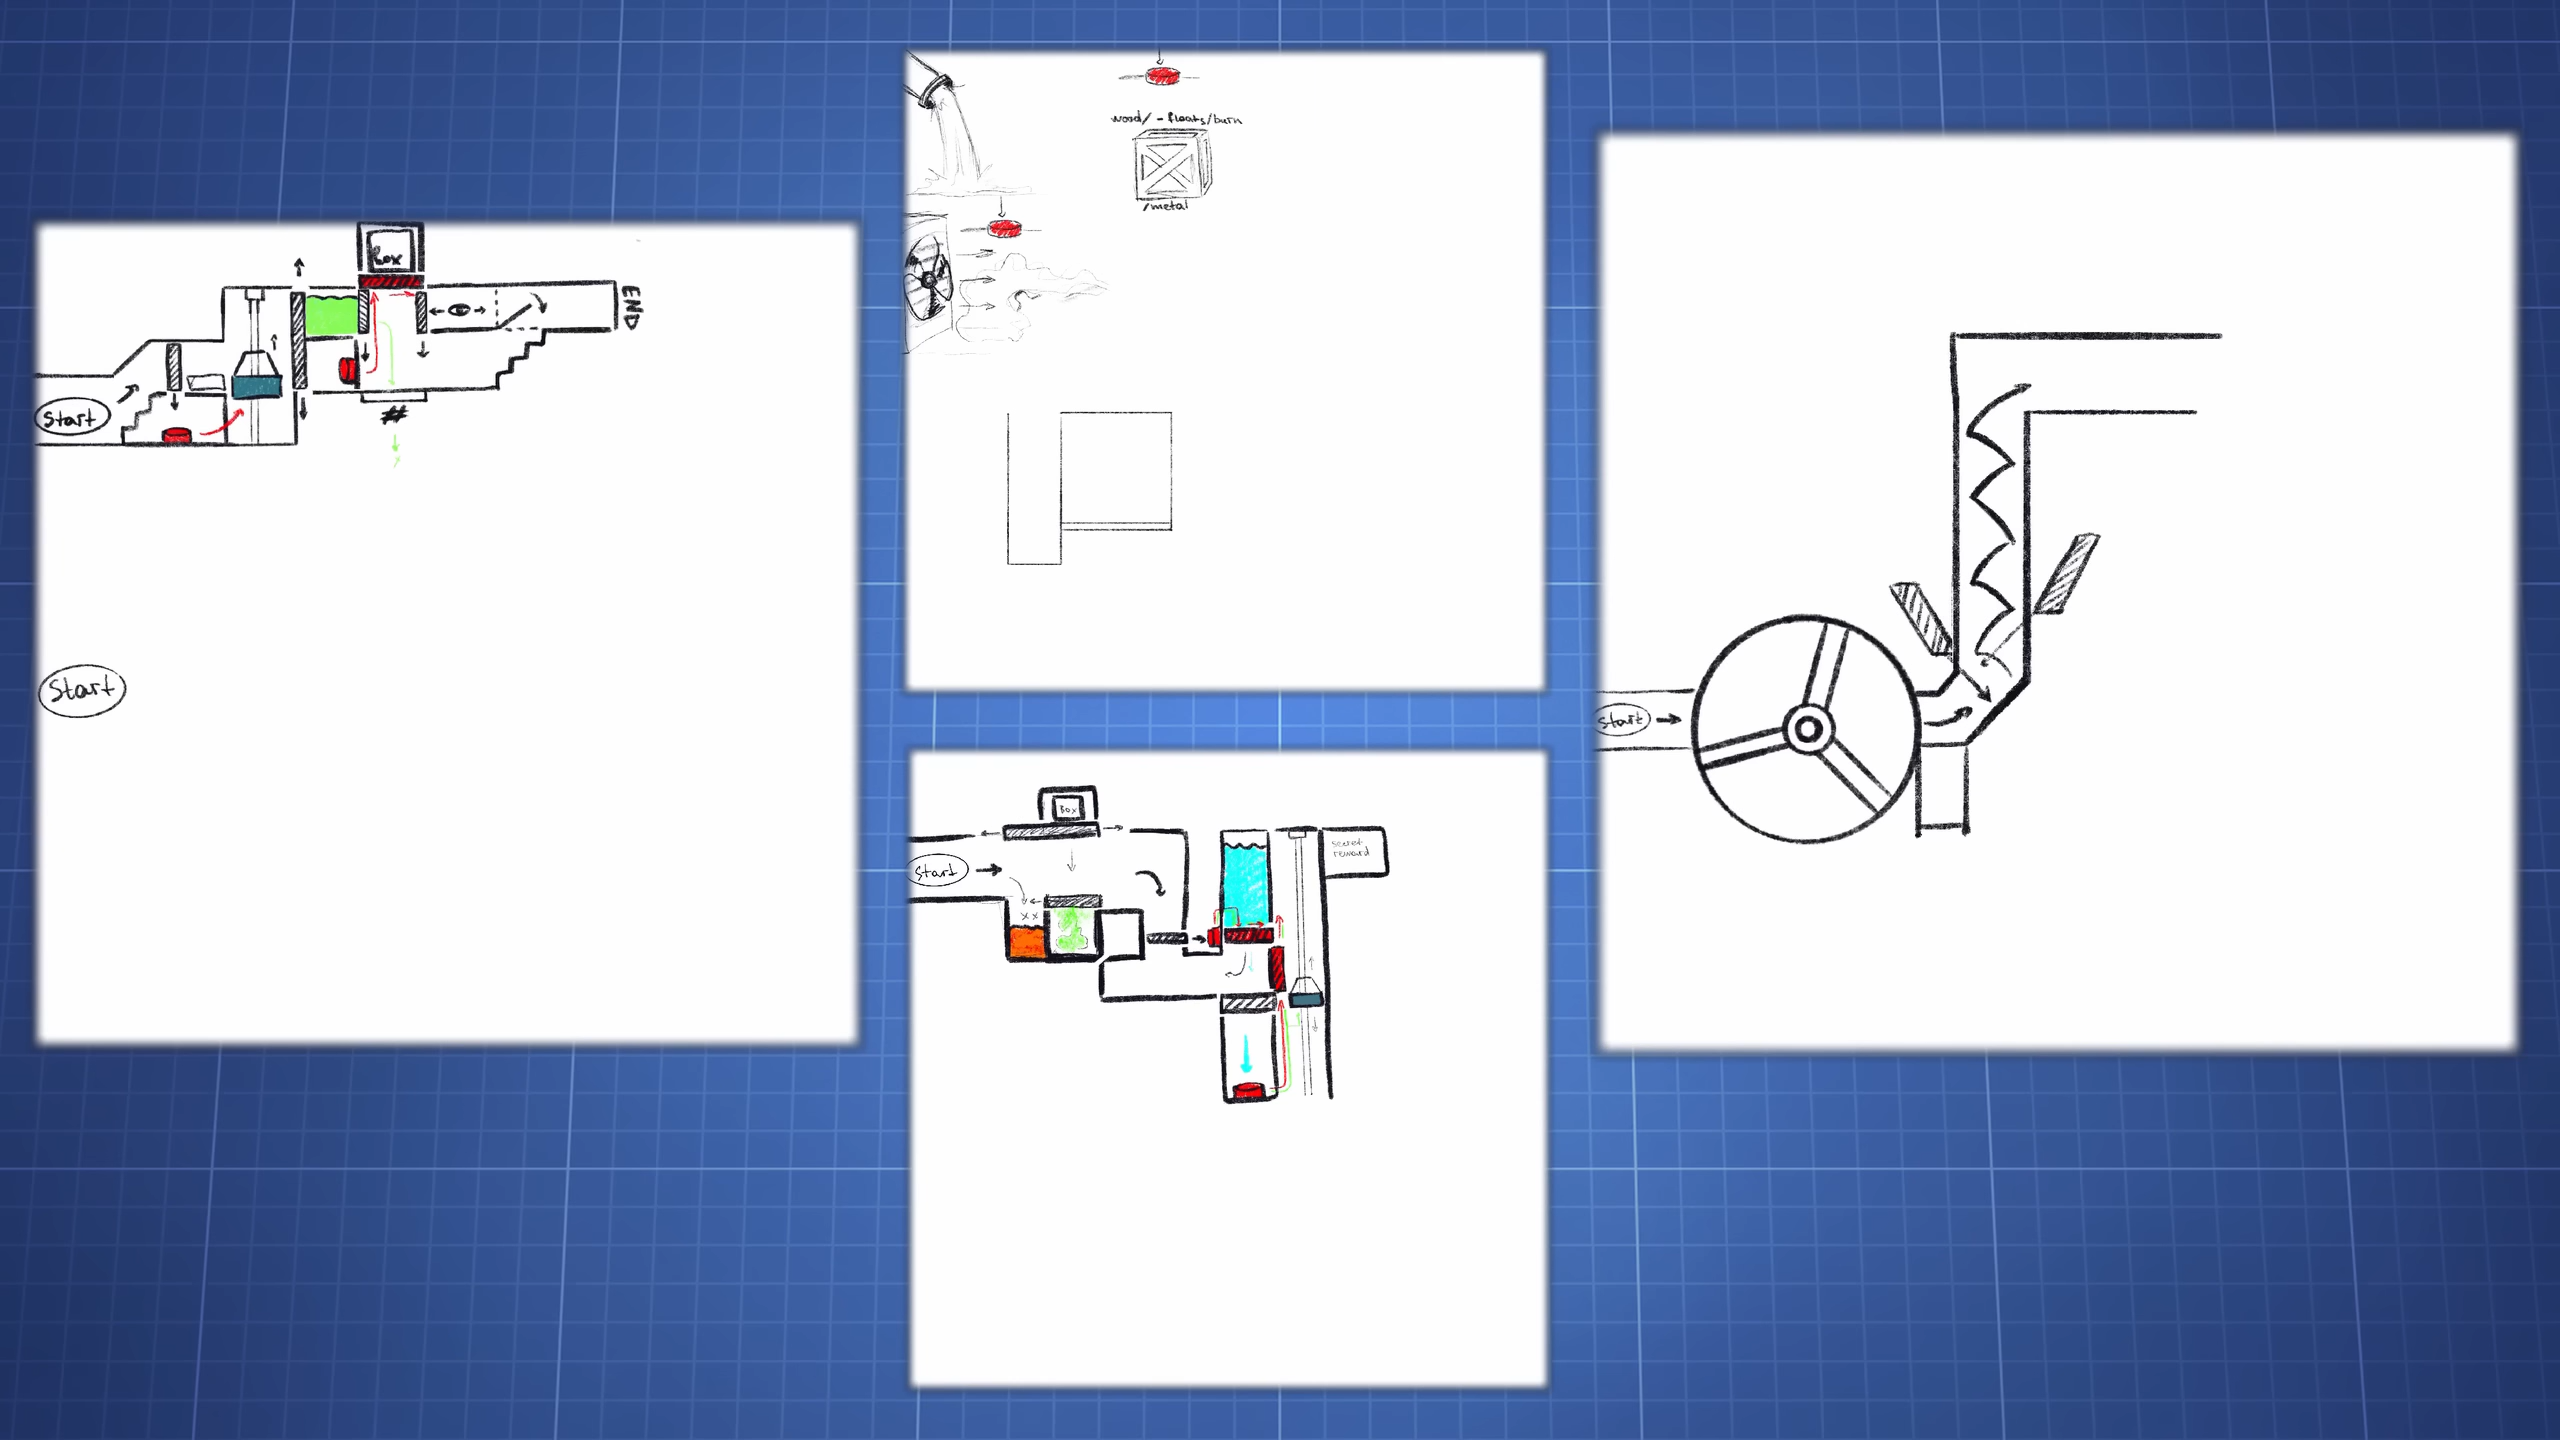 Box
END
Start
Start
wood/ - floats/burn
/metal
Box
Start
secret
reward
Start